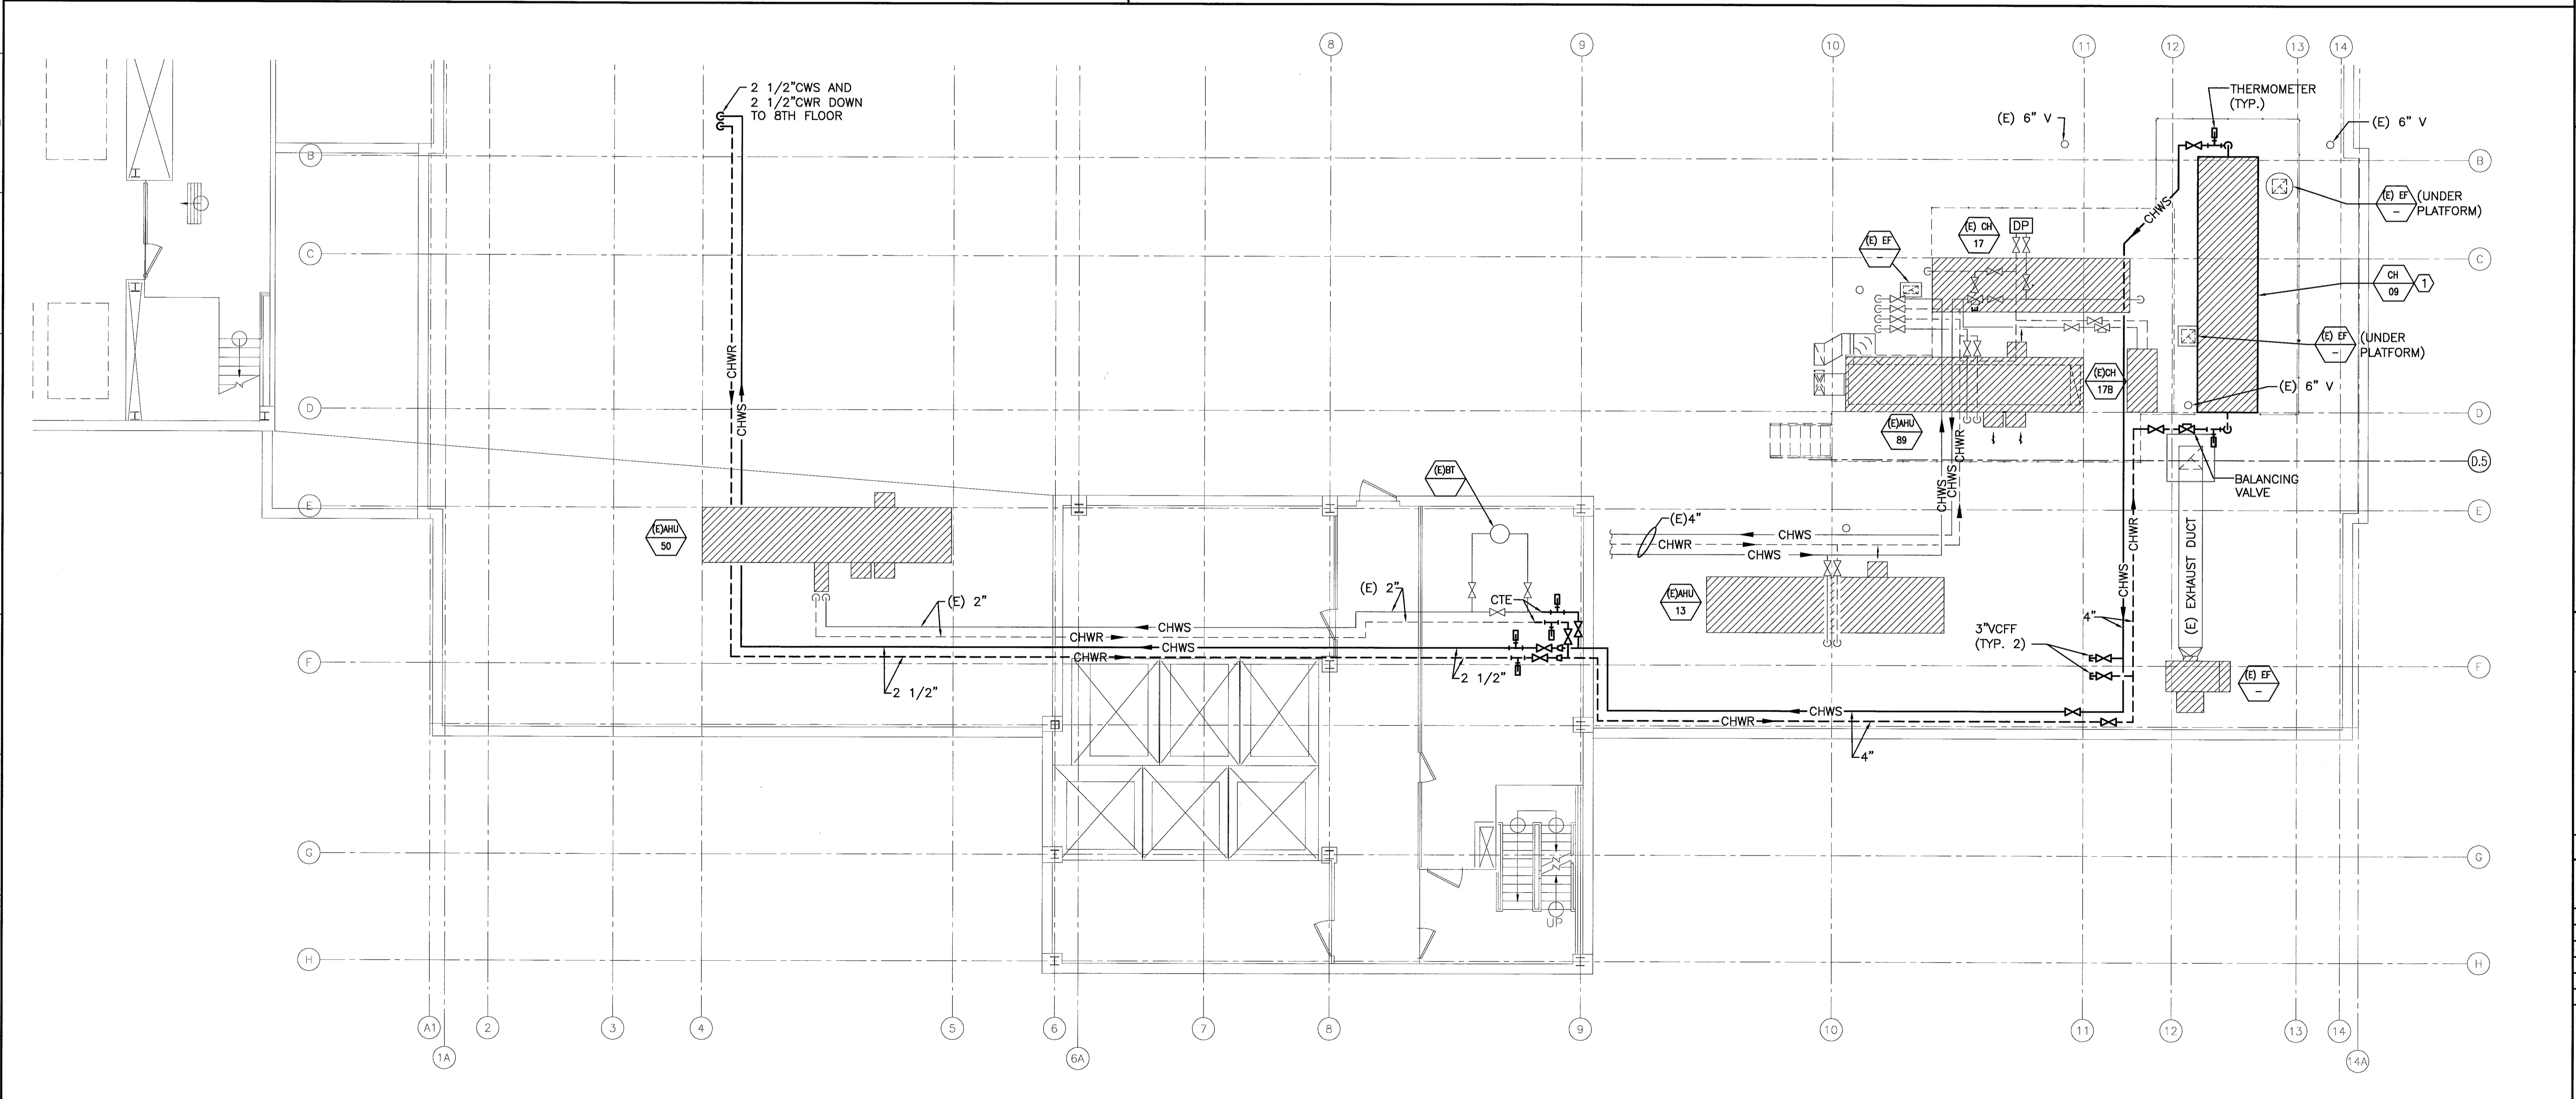 8
9
10
11
12
13
14
2 1/2"CWS AND
2 1/2"CWR DOWN
TO 8TH FLOOR
THERMOMETER
(TYP.)
(E) 6" V
(E) 6" V
B
B
CHWS
(E) EF
-
(UNDER
PLATFORM)
(E) CH
17
DP
(E) EF
-
C
C
CH
09
1
CHWR
(E) EF
-
(UNDER
PLATFORM)
(E)CH
17B
(E) 6" V
CHWS
D
D
(E)AHU
89
CHWR
CHWS
CHWS
D.5
(E)BT
BALANCING
VALVE
E
E
(E)AHU
50
(E)4"
CHWS
CHWR
CHWS
CHWR
CHWS
(E) EXHAUST DUCT
(E) 2"
(E) 2"
CTE
(E)AHU
13
CHWS
CHWR
4"
3"VCFF
(TYP. 2)
CHWS
CHWR
F
F
2 1/2"
2 1/2"
(E) EF
-
CHWS
CHWR
4"
G
G
UP
H
H
A1
2
3
4
5
6
7
8
9
10
11
12
13
14
1A
6A
14A